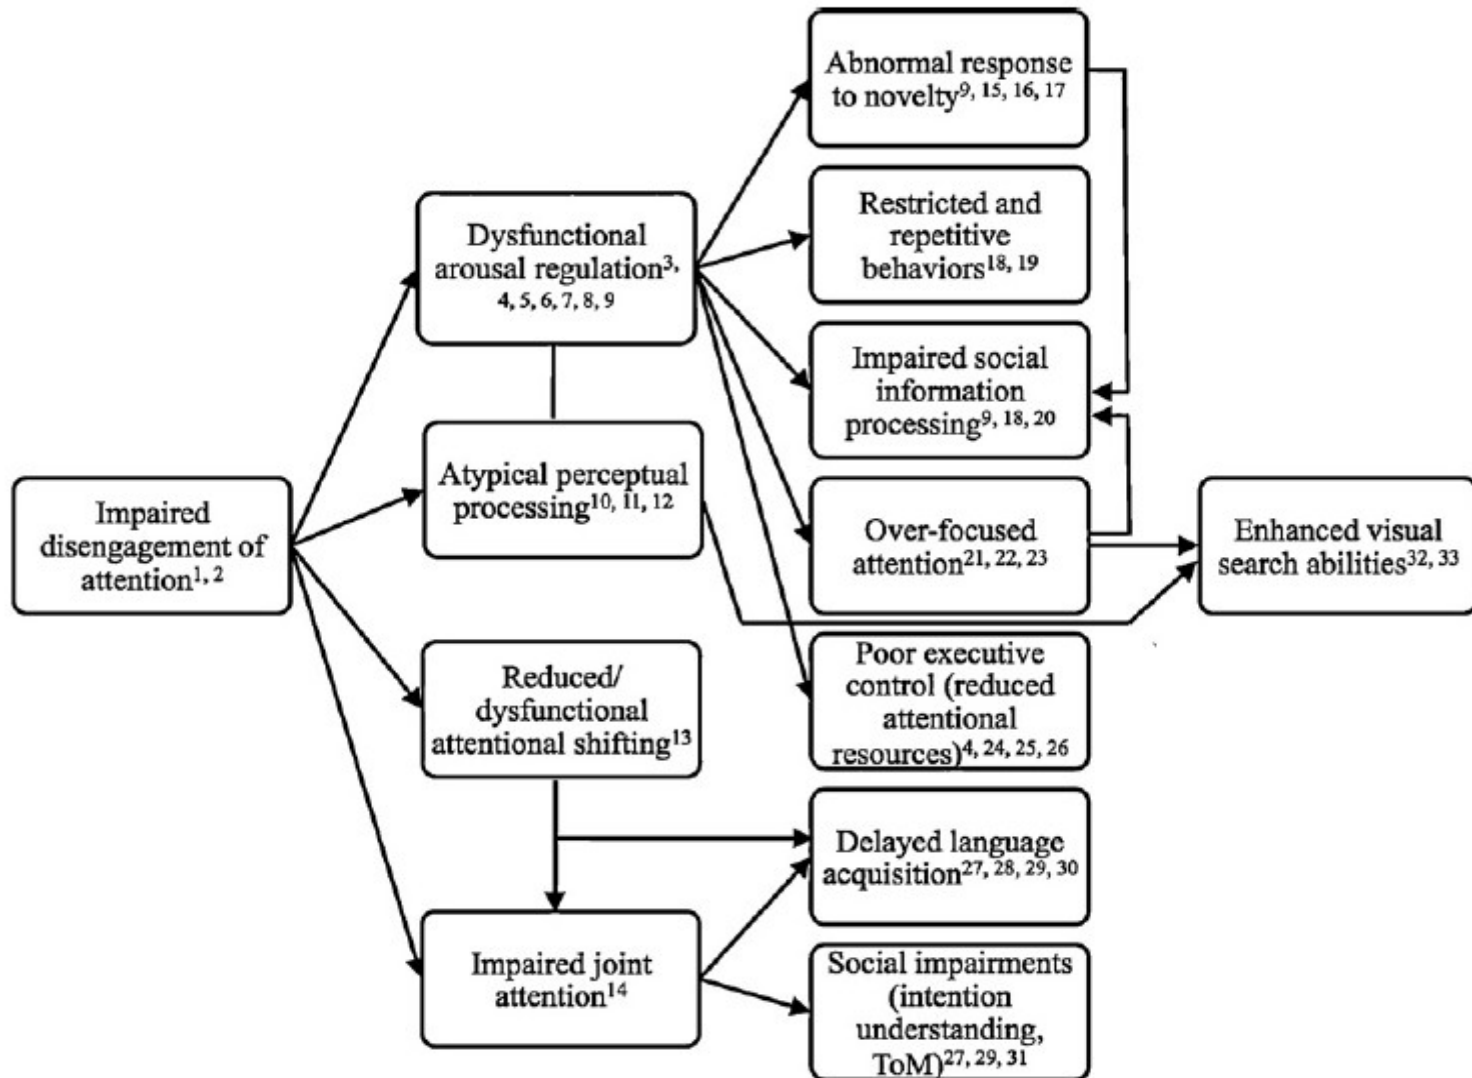 Impaired
disengagement of
attention1, 2
Dysfunctional
arousal regulation3,
4, 5, 6, 7, 8, 9
Atypical perceptual
processing10, 11, 12
Reduced/
dysfunctional
attentional shifting13
Impaired joint
attention14
Abnormal response
to novelty9, 15, 16, 17
Restricted and
repetitive
behaviors18, 19
Impaired social
information
processing9, 18, 20
Over-focused
attention21, 22, 23
Poor executive
control (reduced
attentional
resources)4, 24, 25, 26
Delayed language
acquisition27, 28, 29, 30
Social impairments
(intention
understanding,
ToM)27, 29, 31
Enhanced visual
search abilities32, 33